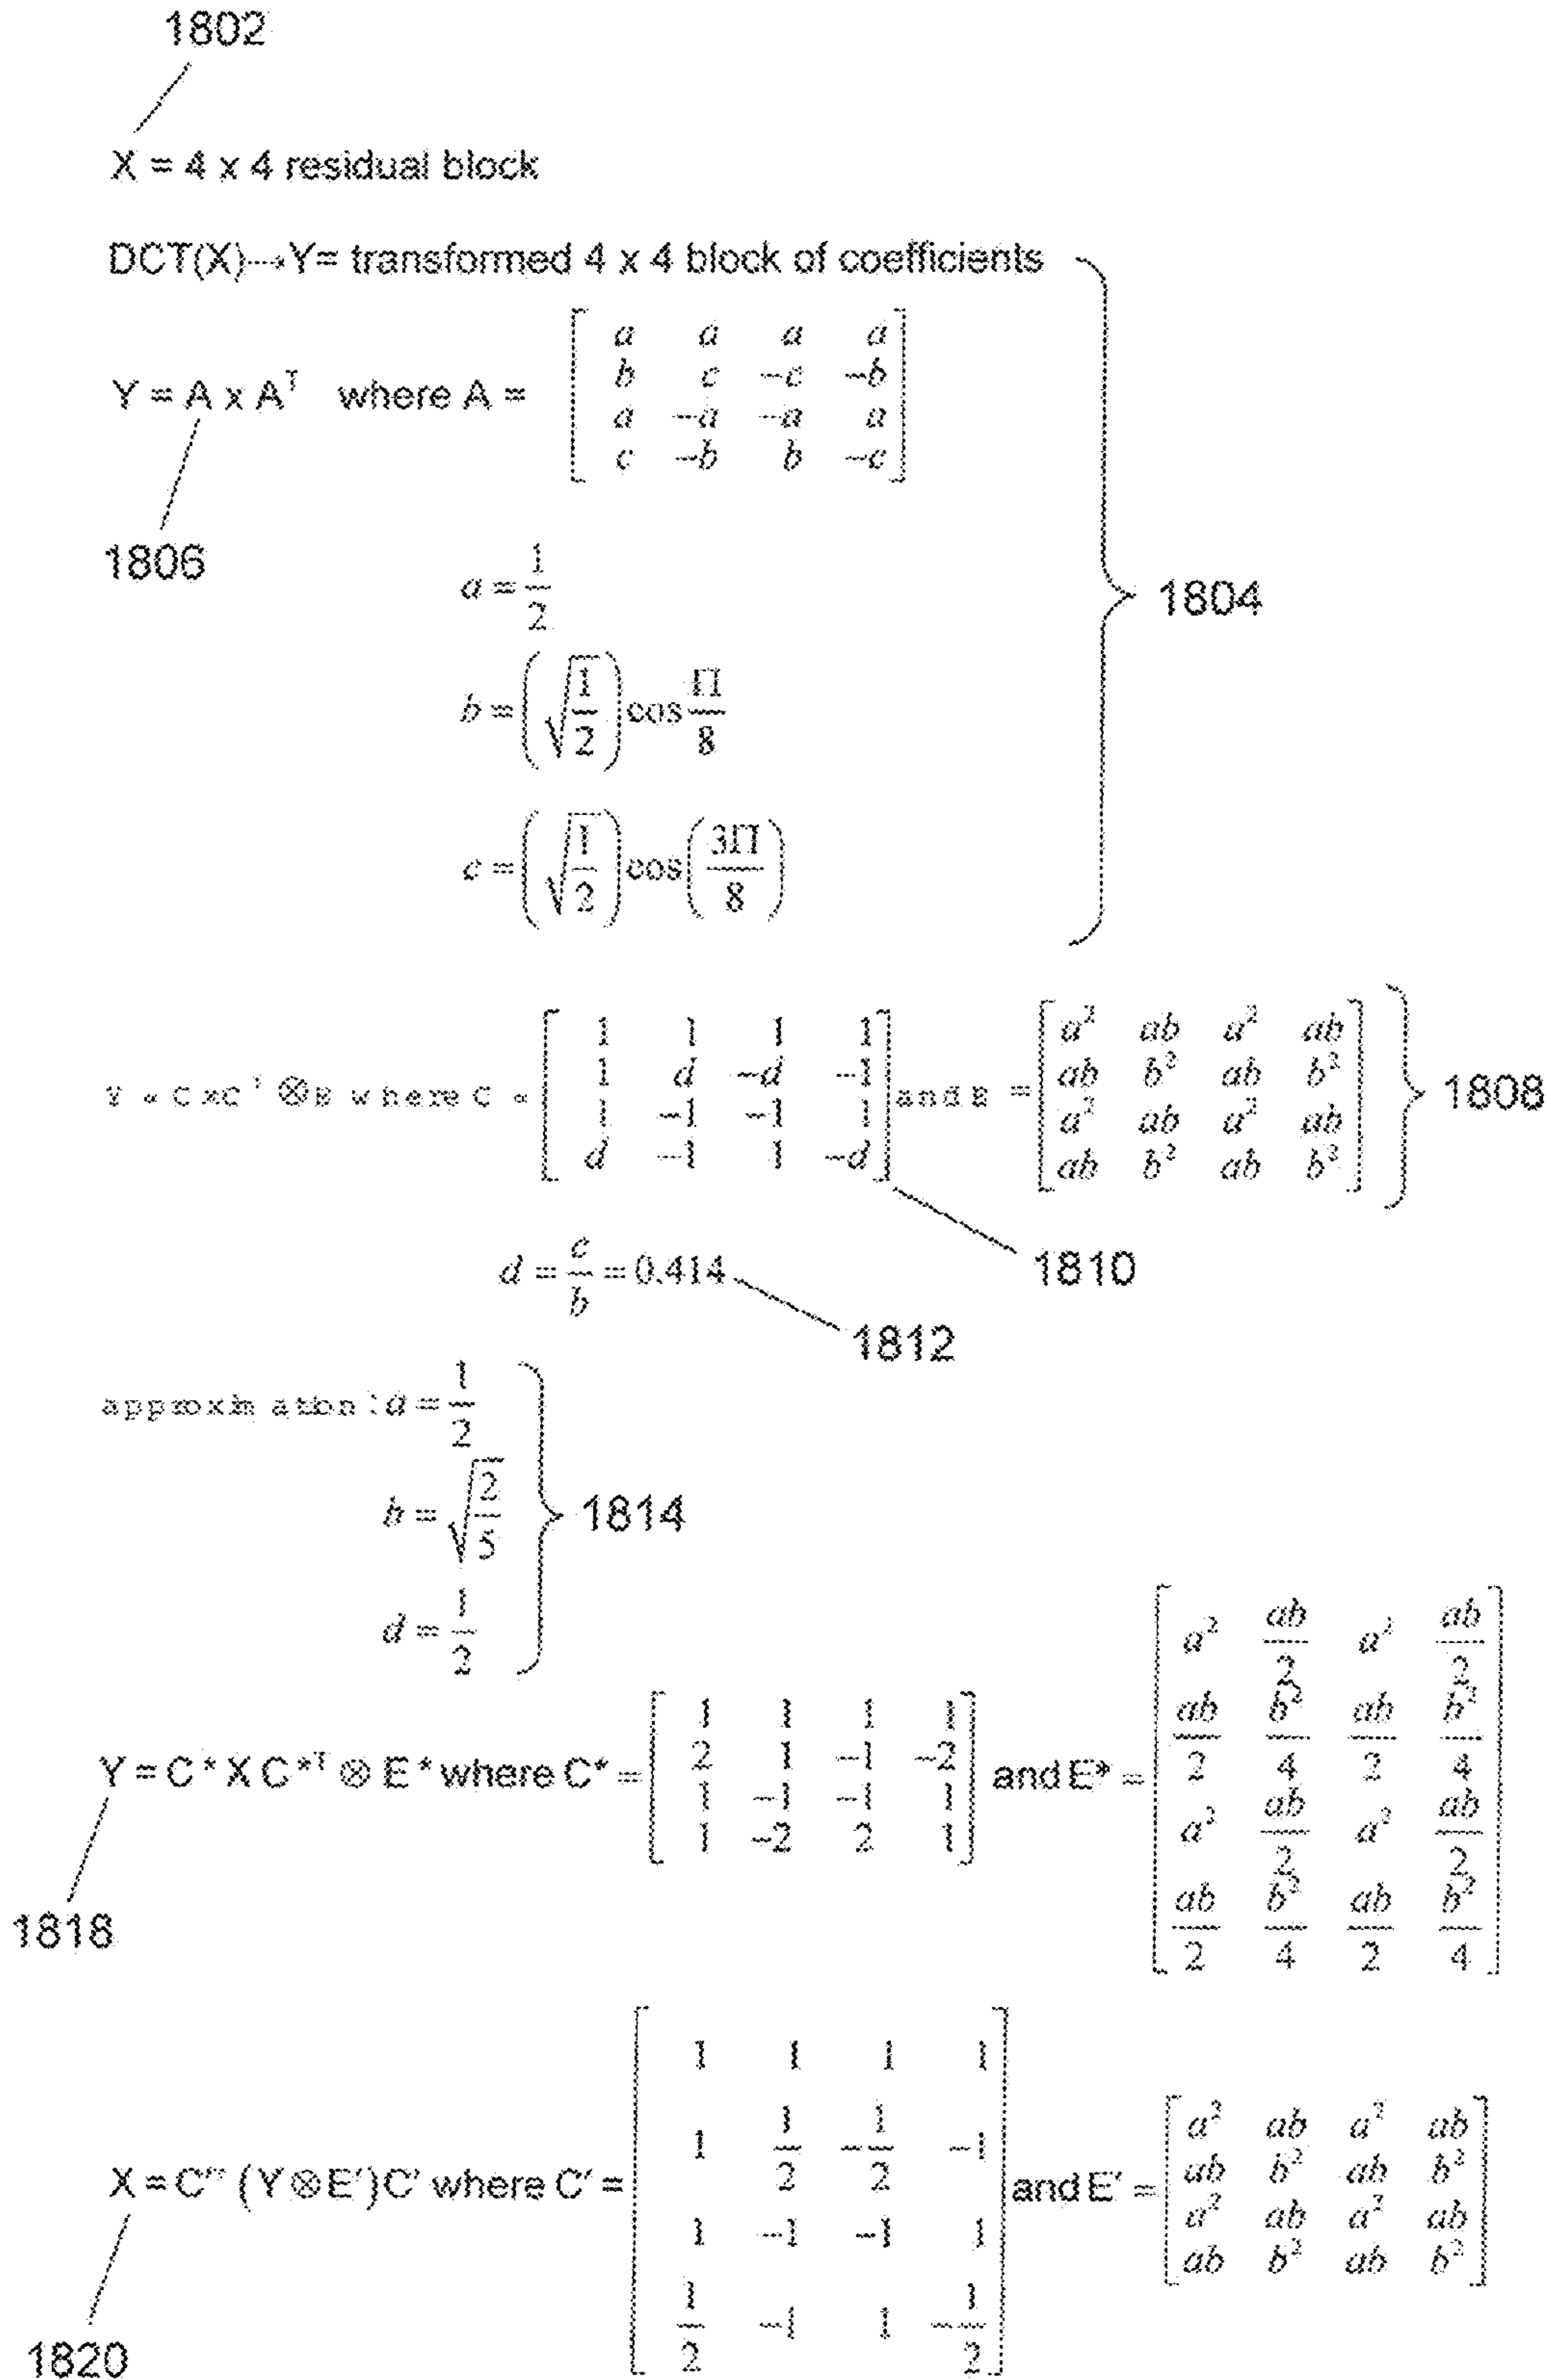 1802
X = 4 x 4 residual block
DCT(X)→Y= transformed 4 x 4 block of coefficients
Y = A x Aᵀ where A = [ a a a a
b c −c −b
a −a −a a
c −b b −c ]
1806
a = 1/2
b = (√(1/2)) cos Π/8
1804
c = (√(1/2)) cos (3Π/8)
Y = C x Cᵀ ⊗ E where C = [ 1 1 1 1
1 d −d −1
1 −1 −1 1
d −1 1 −d ] and E = [ a² ab a² ab
ab b² ab b²
a² ab a² ab
ab b² ab b² ]
1808
1810
d = c/b = 0.414
1812
approximation : a = 1/2
b = √(2/5)
1814
d = 1/2
Y = C* X C*ᵀ ⊗ E* where C* = [ 1 1 1 1
2 1 −1 −2
1 −1 −1 1
1 −2 2 1 ] and E* = [ a² ab/2 a² ab/2
ab/2 b²/4 ab/2 b²/4
a² ab/2 a² ab/2
ab/2 b²/4 ab/2 b²/4 ]
1818
X = C'ᵀ (Y ⊗ E') C' where C' = [ 1 1 1 1
1 1/2 −1/2 −1
1 −1 −1 1
1/2 −1 1 −1/2 ] and E' = [ a² ab a² ab
ab b² ab b²
a² ab a² ab
ab b² ab b² ]
1820